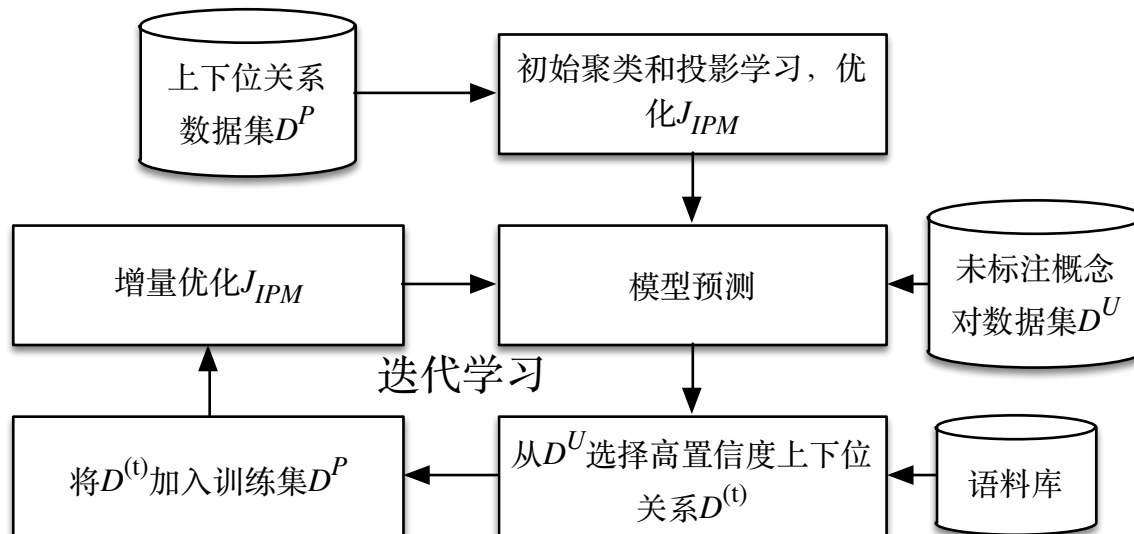 上下位关系
数据集D^P
初始聚类和投影学习，优
化J_IPM
增量优化J_IPM
模型预测
未标注概念
对数据集D^U
迭代学习
将D^(t)加入训练集D^P
从D^U选择高置信度上下位
关系D^(t)
语料库